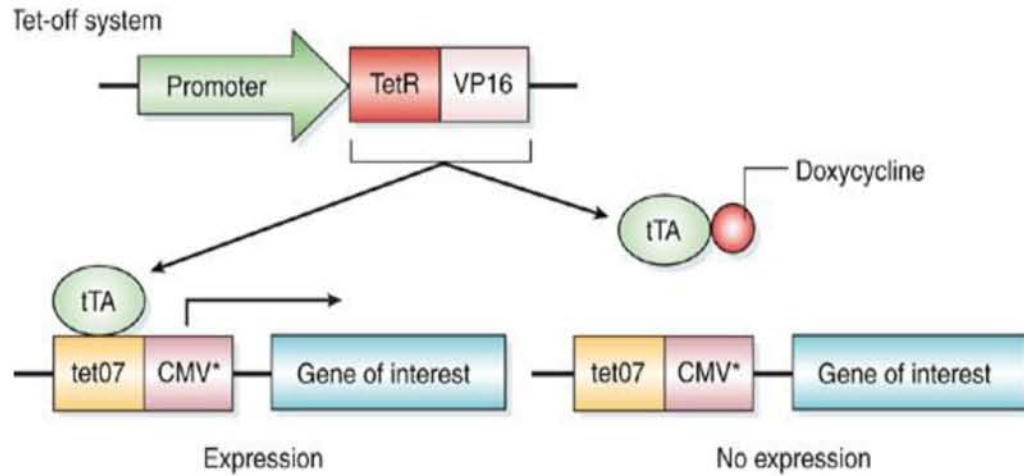 Tet-off system
Promoter
TetR
VP16
Doxycycline
tTA
tTA
tet07
CMV*
Gene of interest
tet07
CMV*
Gene of interest
Expression
No expression